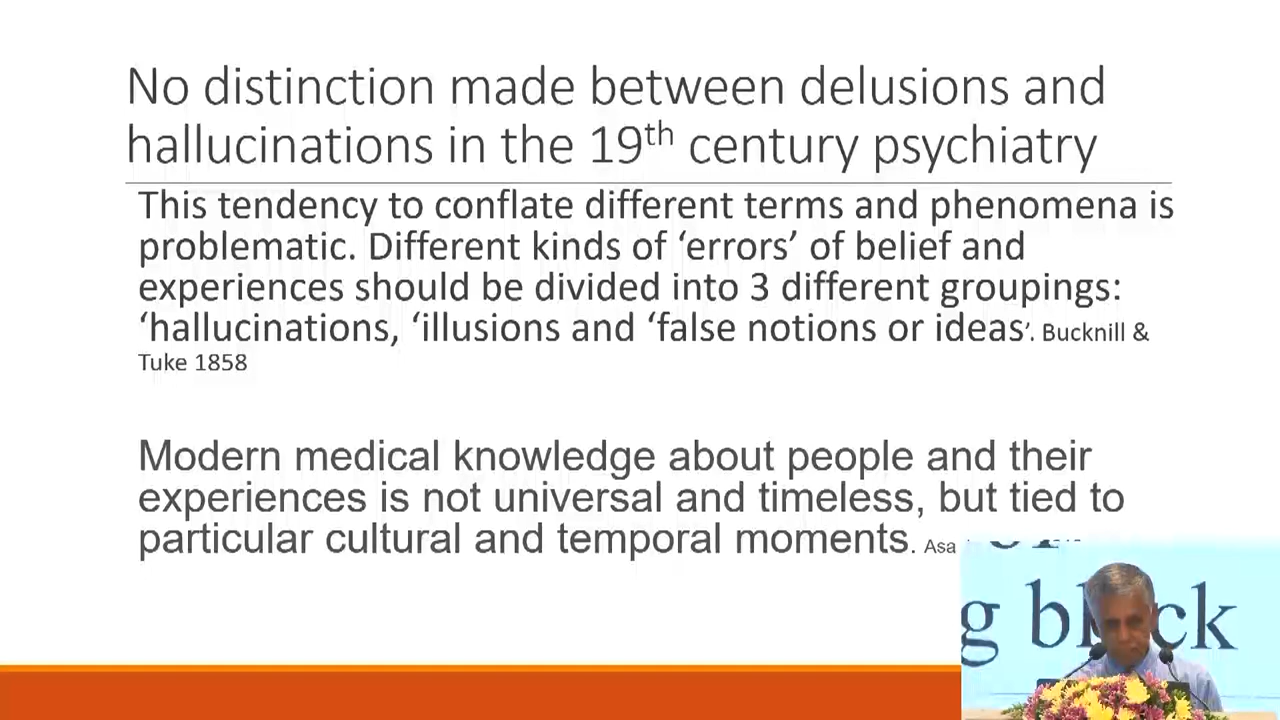 No distinction made between delusions and
hallucinations in the 19th century psychiatry
This tendency to conflate different terms and phenomena is
problematic. Different kinds of ‘errors’ of belief and
experiences should be divided into 3 different groupings:
‘hallucinations, ‘illusions and ‘false notions or ideas’. Bucknill &
Tuke 1858
Modern medical knowledge about people and their
experiences is not universal and timeless, but tied to
particular cultural and temporal moments. Asa